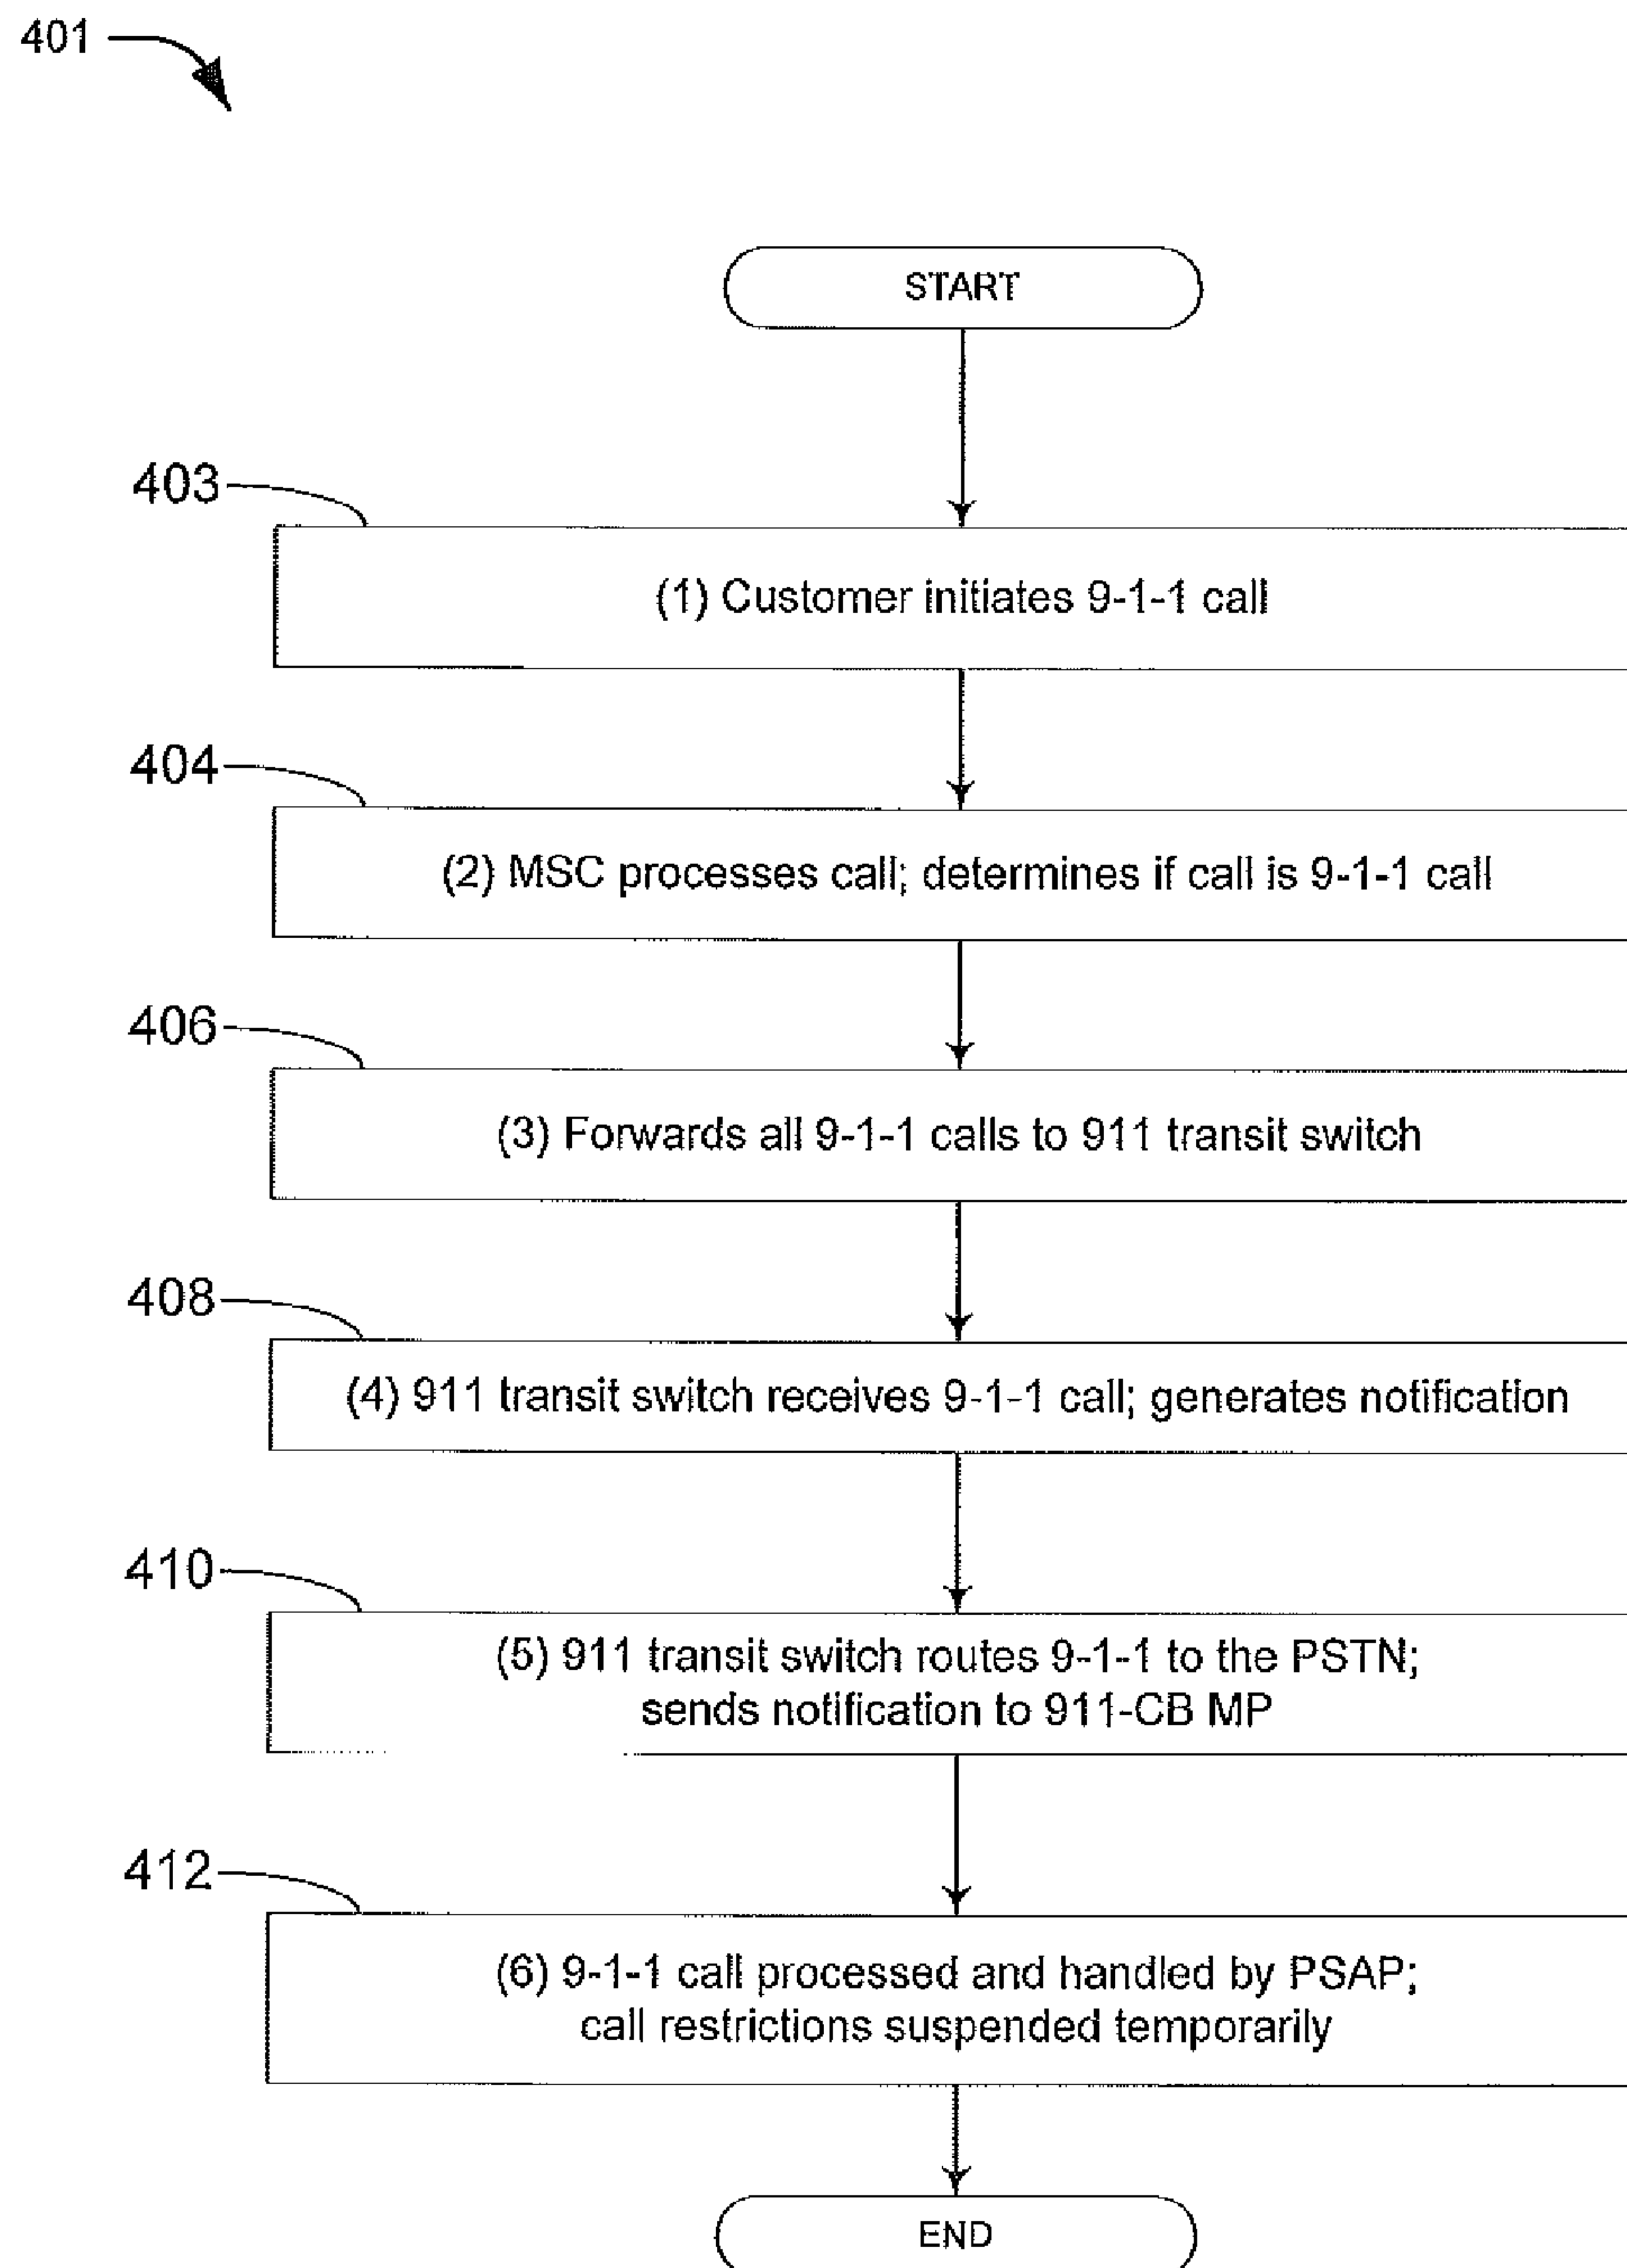 401
START
403
(1) Customer initiates 9-1-1 call
404
(2) MSC processes call; determines if call is 9-1-1 call
406
(3) Forwards all 9-1-1 calls to 911 transit switch
408
(4) 911 transit switch receives 9-1-1 call; generates notification
410
(5) 911 transit switch routes 9-1-1 to the PSTN;
sends notification to 911-CB MP
412
(6) 9-1-1 call processed and handled by PSAP;
call restrictions suspended temporarily
END